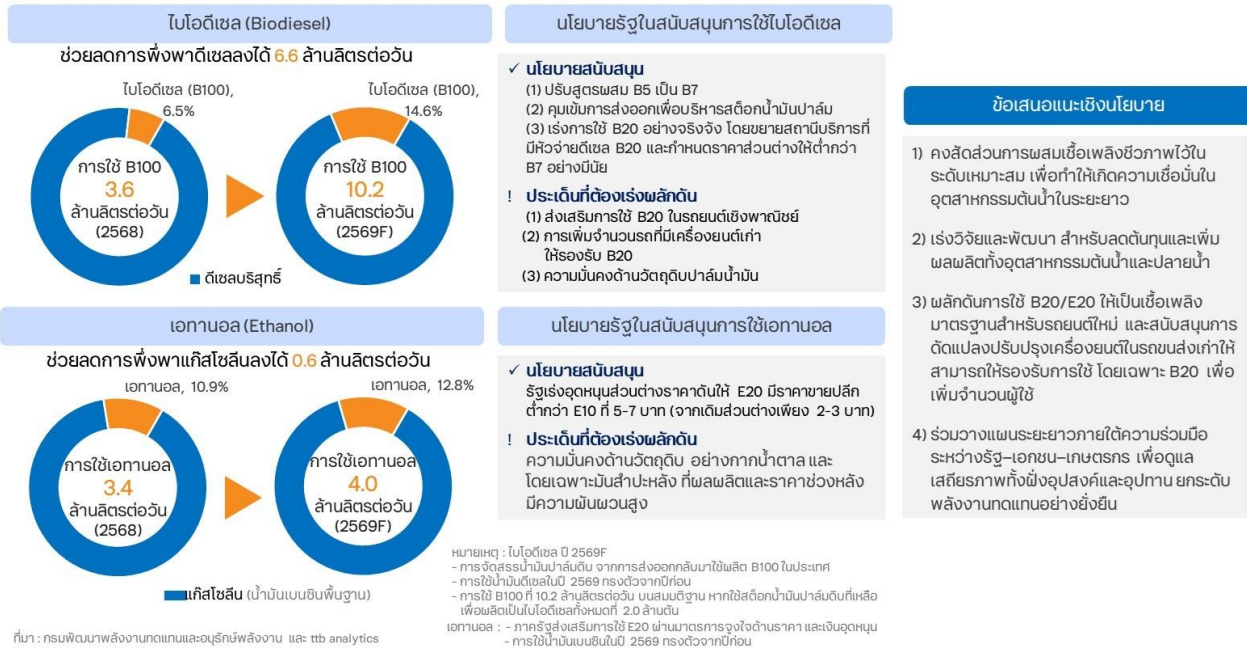 ไบโอดีเซล (Biodiesel)
ช่วยลดการพึ่งพาดีเซลลงได้ 6.6 ล้านลิตรต่อวัน
ไบโอดีเซล (B100),
6.5%
การใช้ B100
3.6
ล้านลิตรต่อวัน
(2568)
ไบโอดีเซล (B100),
14.6%
การใช้ B100
10.2
ล้านลิตรต่อวัน
(2569F)
ดีเซลบริสุทธิ์
นโยบายรัฐในสนับสนุนการใช้ไบโอดีเซล
✓ นโยบายสนับสนุน
(1) ปรับสูตรผสม B5 เป็น B7
(2) คุมเข้มการส่งออกเพื่อบริหารสต็อกน้ำมันปาล์ม
(3) เร่งการใช้ B20 อย่างจริงจัง โดยขยายสถานีบริการที่
มีหัวจ่ายดีเซล B20 และกำหนดราคาส่วนต่างให้ต่ำกว่า
B7 อย่างมีนัย
! ประเด็นที่ต้องเร่งผลักดัน
(1) ส่งเสริมการใช้ B20 ในรถยนต์เชิงพาณิชย์
(2) การเพิ่มจำนวนรถที่มีเครื่องยนต์เก่า
ให้รองรับ B20
(3) ความมั่นคงด้านวัตถุดิบปาล์มน้ำมัน
เอทานอล (Ethanol)
ช่วยลดการพึ่งพาแก๊สโซลีนลงได้ 0.6 ล้านลิตรต่อวัน
เอทานอล, 10.9%
การใช้เอทานอล
3.4
ล้านลิตรต่อวัน
(2568)
เอทานอล, 12.8%
การใช้เอทานอล
4.0
ล้านลิตรต่อวัน
(2569F)
แก๊สโซลีน (น้ำมันเบนซินพื้นฐาน)
นโยบายรัฐในสนับสนุนการใช้เอทานอล
✓ นโยบายสนับสนุน
รัฐเร่งอุดหนุนส่วนต่างราคาดันให้ E20 มีราคาขายปลีก
ต่ำกว่า E10 ที่ 5-7 บาท (จากเดิมส่วนต่างเพียง 2-3 บาท)
! ประเด็นที่ต้องเร่งผลักดัน
ความมั่นคงด้านวัตถุดิบ อย่างกากน้ำตาล และ
โดยเฉพาะมันสำปะหลัง ที่ผลผลิตและราคาช่วงหลัง
มีความผันผวนสูง
ข้อเสนอแนะเชิงนโยบาย
1) คงสัดส่วนการผสมเชื้อเพลิงชีวภาพไว้ใน
ระดับเหมาะสม เพื่อทำให้เกิดความเชื่อมั่นใน
อุตสาหกรรมต้นน้ำในระยะยาว
2) เร่งวิจัยและพัฒนา สำหรับลดต้นทุนและเพิ่ม
ผลผลิตทั้งอุตสาหกรรมต้นน้ำและปลายน้ำ
3) ผลักดันการใช้ B20/E20 ให้เป็นเชื้อเพลิง
มาตรฐานสำหรับรถยนต์ใหม่ และสนับสนุนการ
ดัดแปลงปรับปรุงเครื่องยนต์ในรถขนส่งเก่าให้
สามารถให้รองรับการใช้ โดยเฉพาะ B20 เพื่อ
เพิ่มจำนวนผู้ใช้
4) ร่วมวางแผนระยะยาวภายใต้ความร่วมมือ
ระหว่างรัฐ–เอกชน–เกษตรกร เพื่อดูแล
เสถียรภาพทั้งฝั่งอุปสงค์และอุปทาน ยกระดับ
พลังงานทดแทนอย่างยั่งยืน
หมายเหตุ : ไบโอดีเซล ปี 2569F
- การจัดสรรน้ำมันปาล์มดิบ จากการส่งออกกลับมาใช้ผลิต B100 ในประเทศ
- การใช้น้ำมันดีเซลในปี 2569 ทรงตัวจากปีก่อน
- การใช้ B100 ที่ 10.2 ล้านลิตรต่อวัน บนสมมติฐาน หากใช้สต็อกน้ำมันปาล์มดิบที่เหลือ
เพื่อผลิตเป็นไบโอดีเซลทั้งหมดที่ 2.0 ล้านตัน
เอทานอล : - ภาครัฐส่งเสริมการใช้ E20 ผ่านมาตรการจูงใจด้านราคา และเงินอุดหนุน
- การใช้น้ำมันเบนซินในปี 2569 ทรงตัวจากปีก่อน
ที่มา : กรมพัฒนาพลังงานทดแทนและอนุรักษ์พลังงาน และ ttb analytics